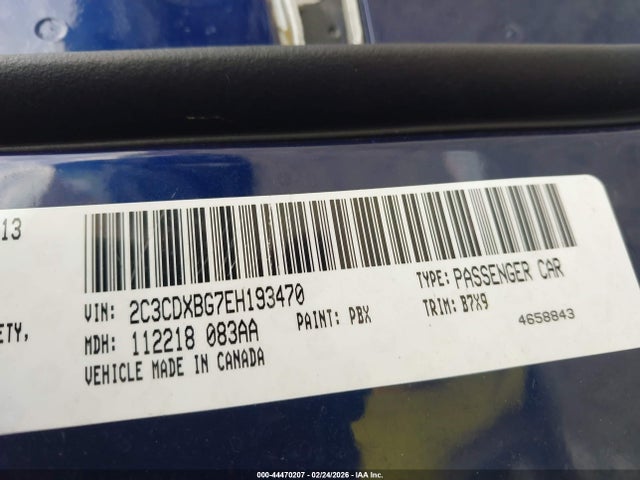 13
ETY,
VIN: 2C3CDXBG7EH193470
TYPE: PASSENGER CAR
MDH: 112218 083AA
PAINT: PBX
TRIM: B7X9
4658843
VEHICLE MADE IN CANADA
000-44470207 - 02/24/2026 - IAA Inc.